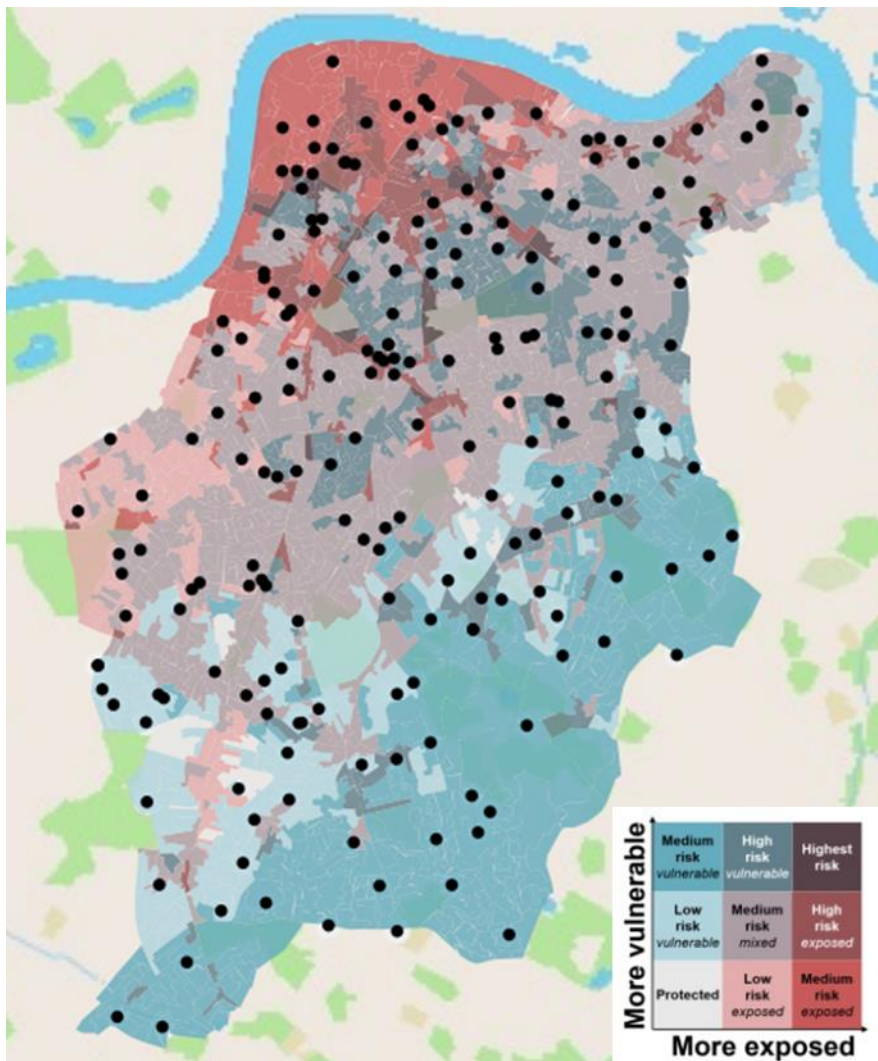 More vulnerable
Medium
risk
vulnerable
High
risk
vulnerable
Highest
risk
Low
risk
vulnerable
Medium
risk
mixed
High
risk
exposed
Protected
Low
risk
exposed
Medium
risk
exposed
More exposed